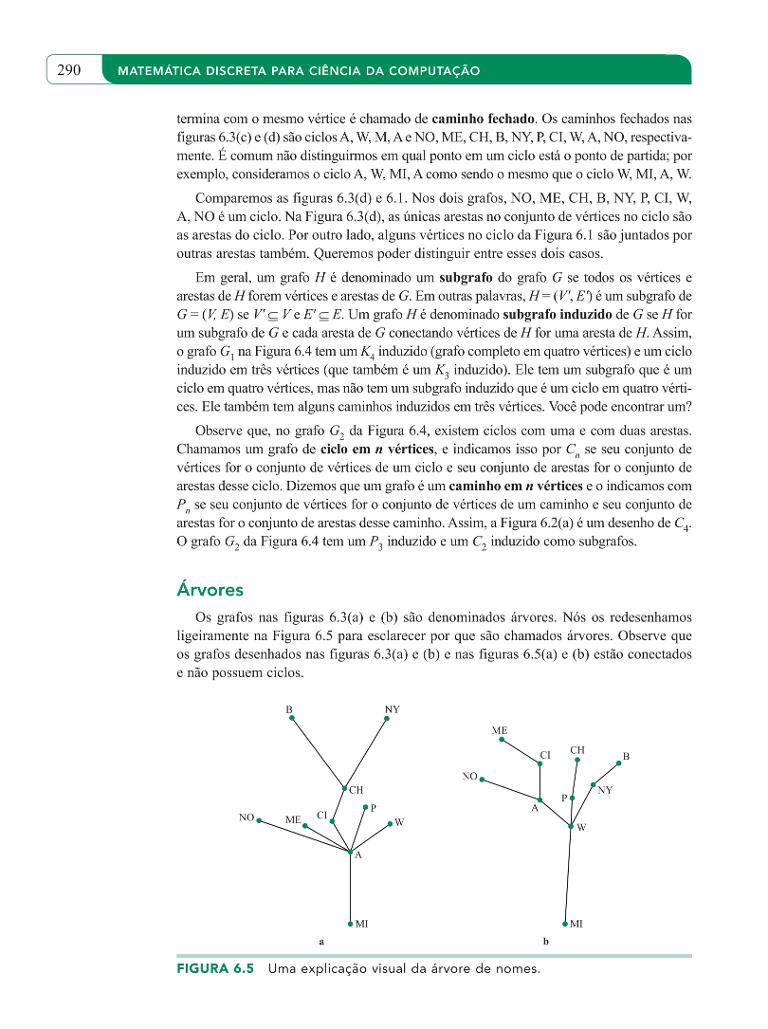 290
MATEMÁTICA DISCRETA PARA CIÊNCIA DA COMPUTAÇÃO
termina com o mesmo vértice é chamado de caminho fechado. Os caminhos fechados nas
figuras 6.3(c) e (d) são ciclos A, W, M, A e NO, ME, CH, B, NY, P, CI, W, A, NO, respectiva-
mente. É comum não distinguirmos em qual ponto em um ciclo está o ponto de partida; por
exemplo, consideramos o ciclo A, W, MI, A como sendo o mesmo que o ciclo W, MI, A, W.
Comparemos as figuras 6.3(d) e 6.1. Nos dois grafos, NO, ME, CH, B, NY, P, CI, W,
A, NO é um ciclo. Na Figura 6.3(d), as únicas arestas no conjunto de vértices no ciclo são
as arestas do ciclo. Por outro lado, alguns vértices no ciclo da Figura 6.1 são juntados por
outras arestas também. Queremos poder distinguir entre esses dois casos.
Em geral, um grafo H é denominado um subgrafo do grafo G se todos os vértices e
arestas de H forem vértices e arestas de G. Em outras palavras, H = (V', E') é um subgrafo de
G = (V, E) se V' ⊆ V e E' ⊆ E. Um grafo H é denominado subgrafo induzido de G se H for
um subgrafo de G e cada aresta de G conectando vértices de H for uma aresta de H. Assim,
o grafo G₁ na Figura 6.4 tem um K₄ induzido (grafo completo em quatro vértices) e um ciclo
induzido em três vértices (que também é um K₃ induzido). Ele tem um subgrafo que é um
ciclo em quatro vértices, mas não tem um subgrafo induzido que é um ciclo em quatro vérti-
ces. Ele também tem alguns caminhos induzidos em três vértices. Você pode encontrar um?
Observe que, no grafo G₂ da Figura 6.4, existem ciclos com uma e com duas arestas.
Chamamos um grafo de ciclo em n vértices, e indicamos isso por Cₙ se seu conjunto de
vértices for o conjunto de vértices de um ciclo e seu conjunto de arestas for o conjunto de
arestas desse ciclo. Dizemos que um grafo é um caminho em n vértices e o indicamos com
Pₙ se seu conjunto de vértices for o conjunto de vértices de um caminho e seu conjunto de
arestas for o conjunto de arestas desse caminho. Assim, a Figura 6.2(a) é um desenho de C₄.
O grafo G₂ da Figura 6.4 tem um P₃ induzido e um C₂ induzido como subgrafos.
Árvores
Os grafos nas figuras 6.3(a) e (b) são denominados árvores. Nós os redesenhamos
ligeiramente na Figura 6.5 para esclarecer por que são chamados árvores. Observe que
os grafos desenhados nas figuras 6.3(a) e (b) e nas figuras 6.5(a) e (b) estão conectados
e não possuem ciclos.
B
NY
CH
NO
ME
CI
P
W
A
MI
a
ME
CI
CH
B
NO
A
P
NY
W
MI
b
FIGURA 6.5 Uma explicação visual da árvore de nomes.